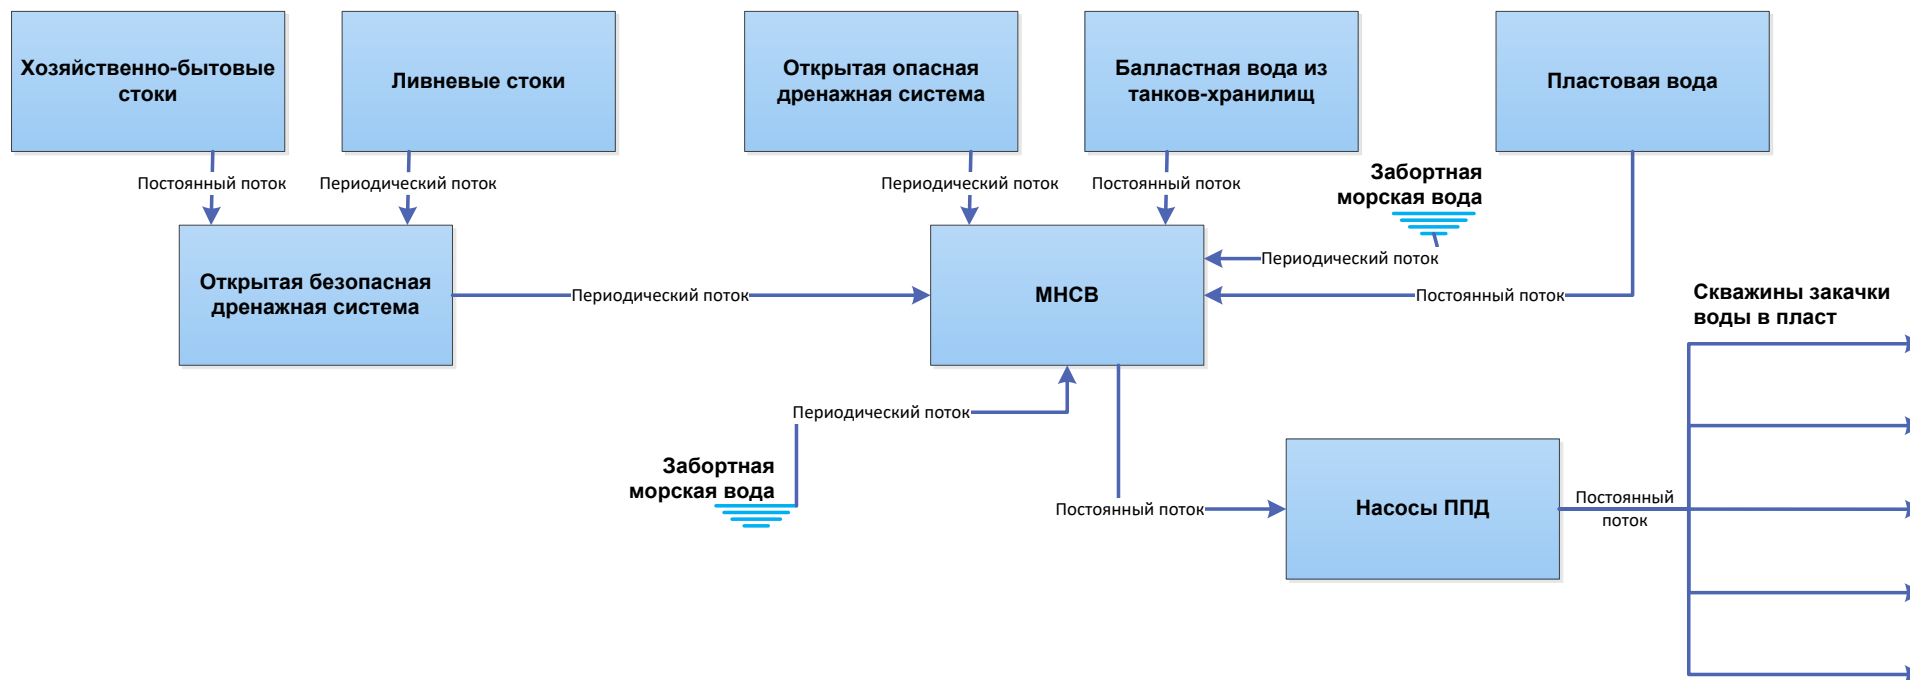 Хозяйственно-бытовые
стоки
Ливневые стоки
Открытая опасная
дренажная система
Балластная вода из
танков-хранилищ
Пластовая вода
Постоянный поток
Периодический поток
Периодический поток
Постоянный поток
Забортная
морская вода
Открытая безопасная
дренажная система
Периодический поток
МНСВ
Периодический поток
Постоянный поток
Скважины закачки
воды в пласт
Периодический поток
Забортная
морская вода
Постоянный поток
Насосы ППД
Постоянный
поток